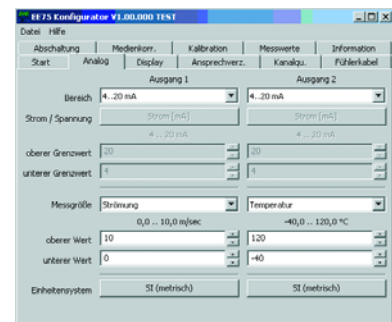 EE75 Konfigurator V1.00.000 TEST
Datei Hilfe
Abschaltung Medienkorr. Kalibration Messwerte Information
Start Analog Display Ansprechverz. Kanalqu. Fühlerkabel
Ausgang 1 Ausgang 2
Bereich 4..20 mA 4..20 mA
Strom / Spannung Strom [mA] Strom [mA]
4 ... 20 mA 4 ... 20 mA
oberer Grenzwert 20 20
unterer Grenzwert 4 4
Messgröße Strömung Temperatur
0,0 .. 10,0 m/sec -40,0 .. 120,0 °C
oberer Wert 10 120
unterer Wert 0 -40
Einheitensystem SI (metrisch) SI (metrisch)